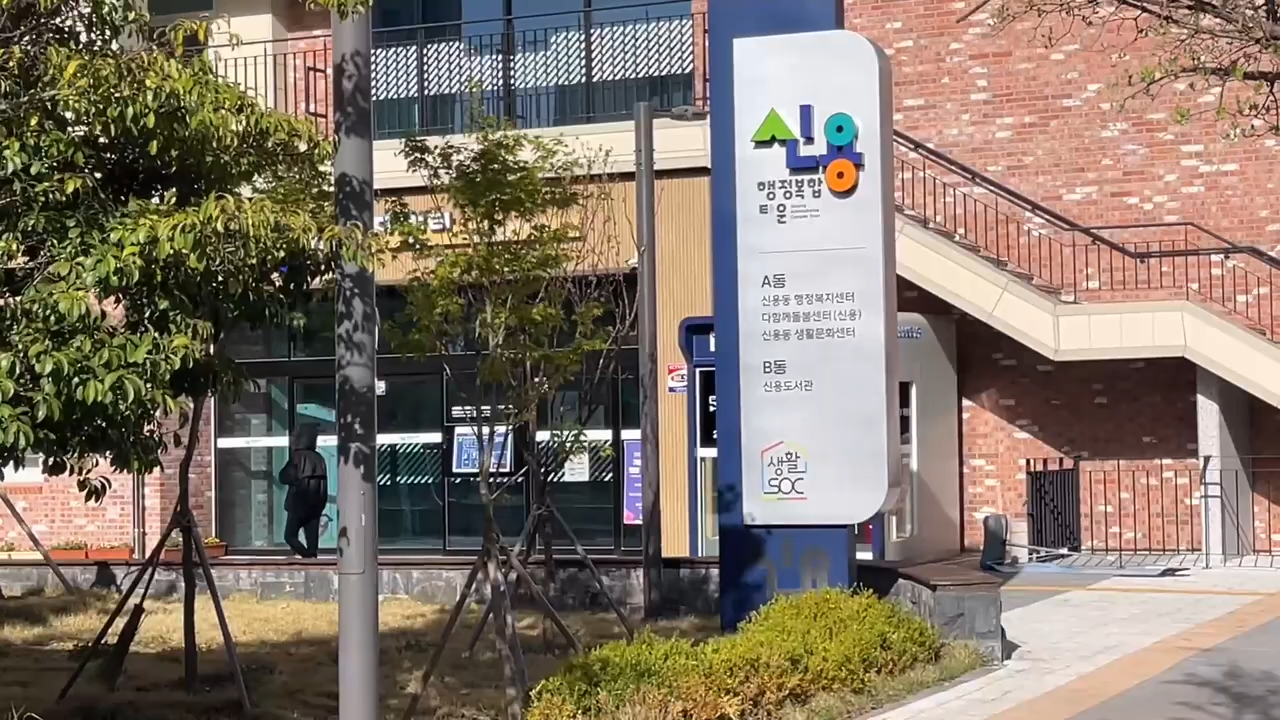 신용
행정복합
타운
A동
신용동 행정복지센터
다함께돌봄센터(신용)
신용동 생활문화센터
B동
신용도서관
생활
SOC